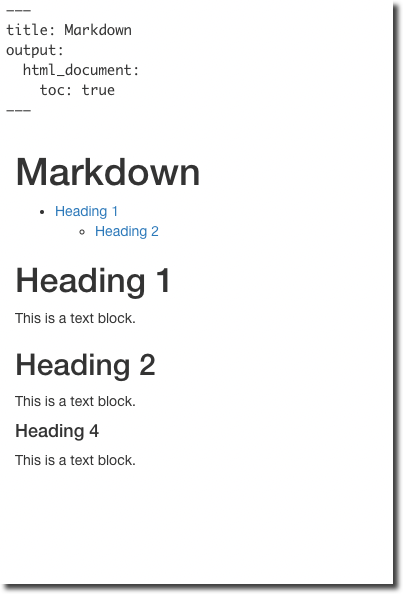 ---
title: Markdown
output:
  html_document:
    toc: true
---
Markdown
• Heading 1
◦ Heading 2
Heading 1
This is a text block.
Heading 2
This is a text block.
Heading 4
This is a text block.